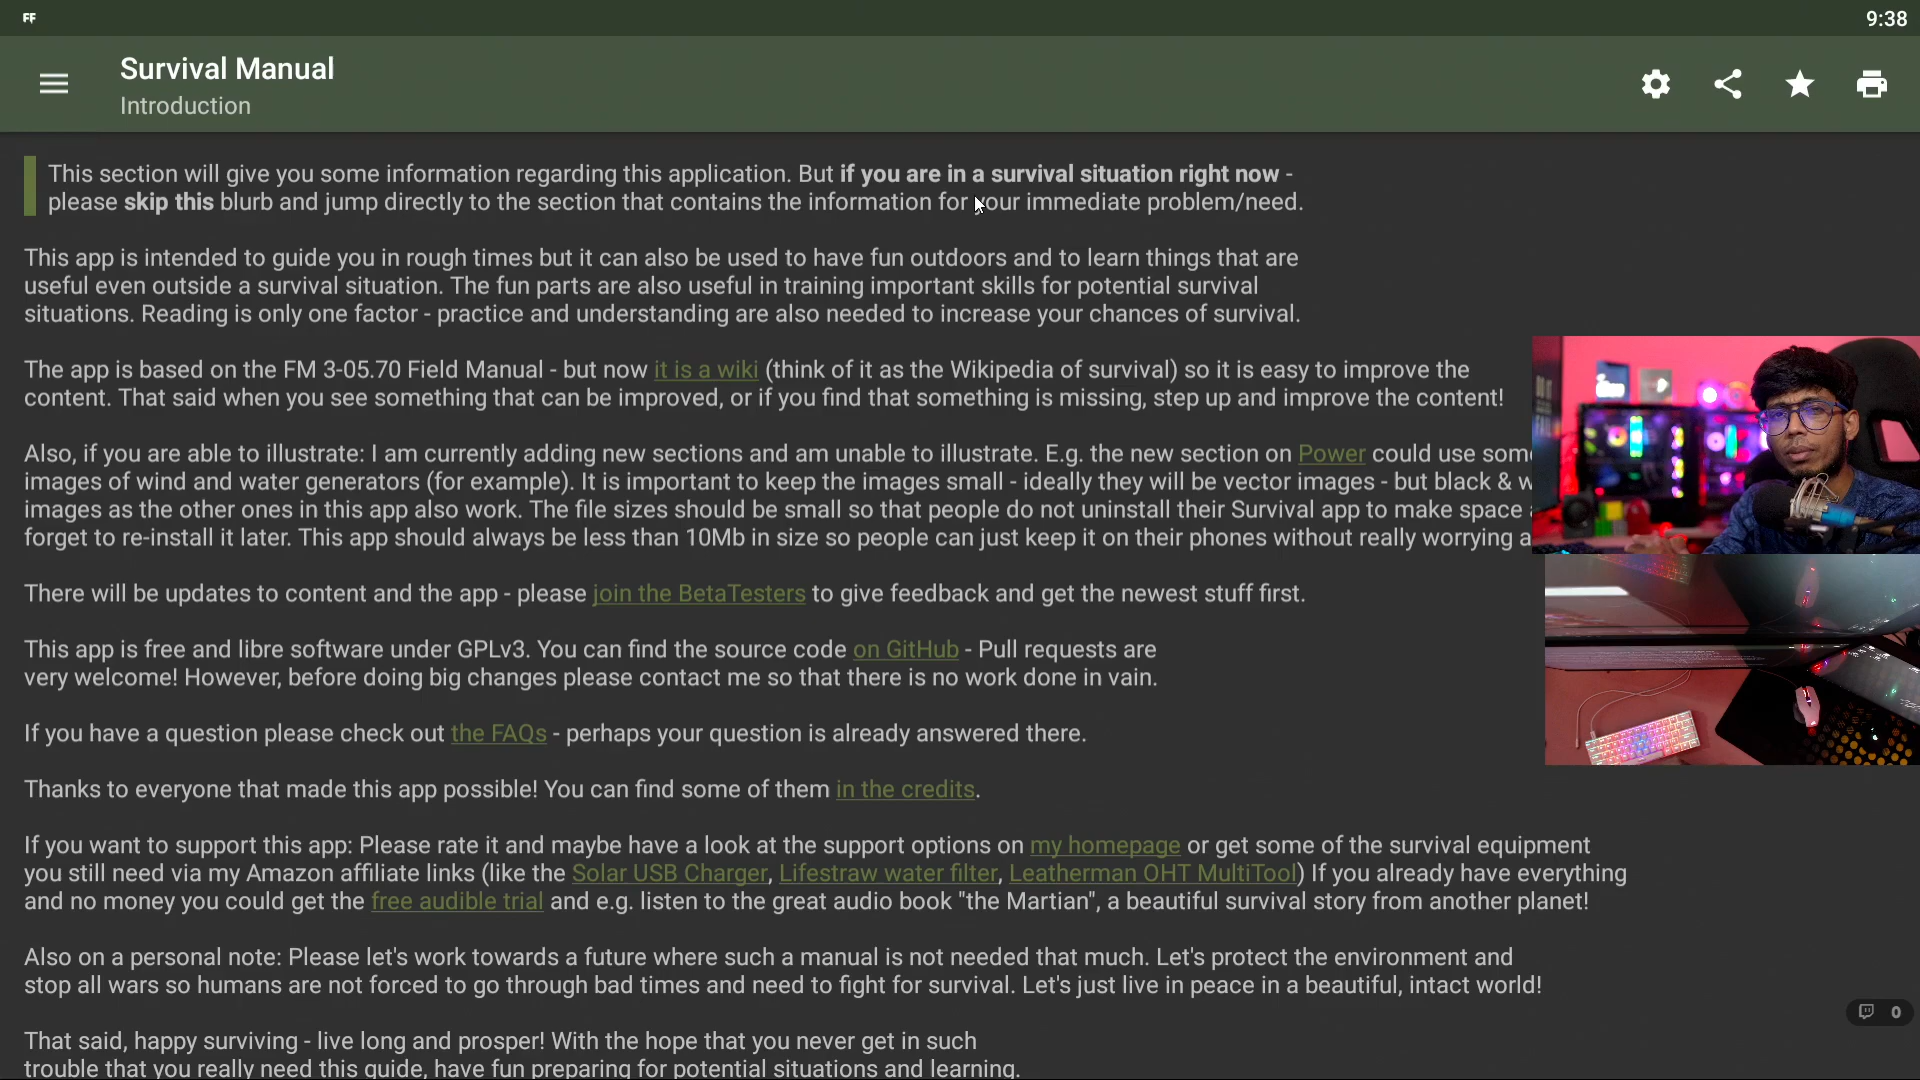 FF
9:38
Survival Manual
Introduction
This section will give you some information regarding this application. But if you are in a survival situation right now -
please skip this blurb and jump directly to the section that contains the information for your immediate problem/need.
This app is intended to guide you in rough times but it can also be used to have fun outdoors and to learn things that are
useful even outside a survival situation. The fun parts are also useful in training important skills for potential survival
situations. Reading is only one factor - practice and understanding are also needed to increase your chances of survival.
The app is based on the FM 3-05.70 Field Manual - but now it is a wiki (think of it as the Wikipedia of survival) so it is easy to improve the
content. That said when you see something that can be improved, or if you find that something is missing, step up and improve the content!
Also, if you are able to illustrate: I am currently adding new sections and am unable to illustrate. E.g. the new section on Power could use some
images of wind and water generators (for example). It is important to keep the images small - ideally they will be vector images - but black & w
images as the other ones in this app also work. The file sizes should be small so that people do not uninstall their Survival app to make space
forget to re-install it later. This app should always be less than 10Mb in size so people can just keep it on their phones without really worrying a
There will be updates to content and the app - please join the BetaTesters to give feedback and get the newest stuff first.
This app is free and libre software under GPLv3. You can find the source code on GitHub - Pull requests are
very welcome! However, before doing big changes please contact me so that there is no work done in vain.
If you have a question please check out the FAQs - perhaps your question is already answered there.
Thanks to everyone that made this app possible! You can find some of them in the credits.
If you want to support this app: Please rate it and maybe have a look at the support options on my homepage or get some of the survival equipment
you still need via my Amazon affiliate links (like the Solar USB Charger, Lifestraw water filter, Leatherman OHT MultiTool) If you already have everything
and no money you could get the free audible trial and e.g. listen to the great audio book "the Martian", a beautiful survival story from another planet!
Also on a personal note: Please let's work towards a future where such a manual is not needed that much. Let's protect the environment and
stop all wars so humans are not forced to go through bad times and need to fight for survival. Let's just live in peace in a beautiful, intact world!
0
That said, happy surviving - live long and prosper! With the hope that you never get in such
trouble that you really need this guide, have fun preparing for potential situations and learning.